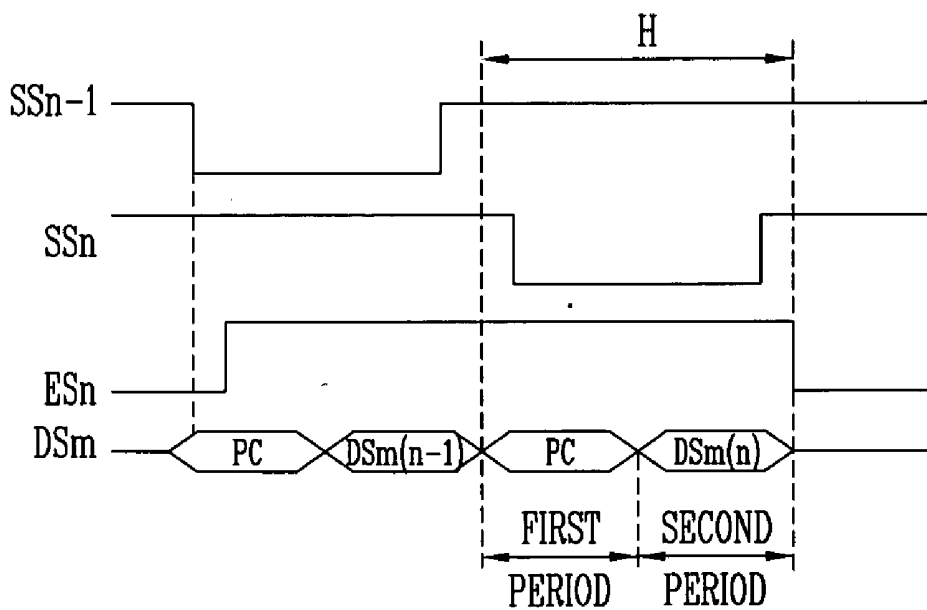 H
SSn-1
SSn
ESn
DSm
PC
DSm(n-1)
PC
DSm(n)
FIRST PERIOD
SECOND PERIOD